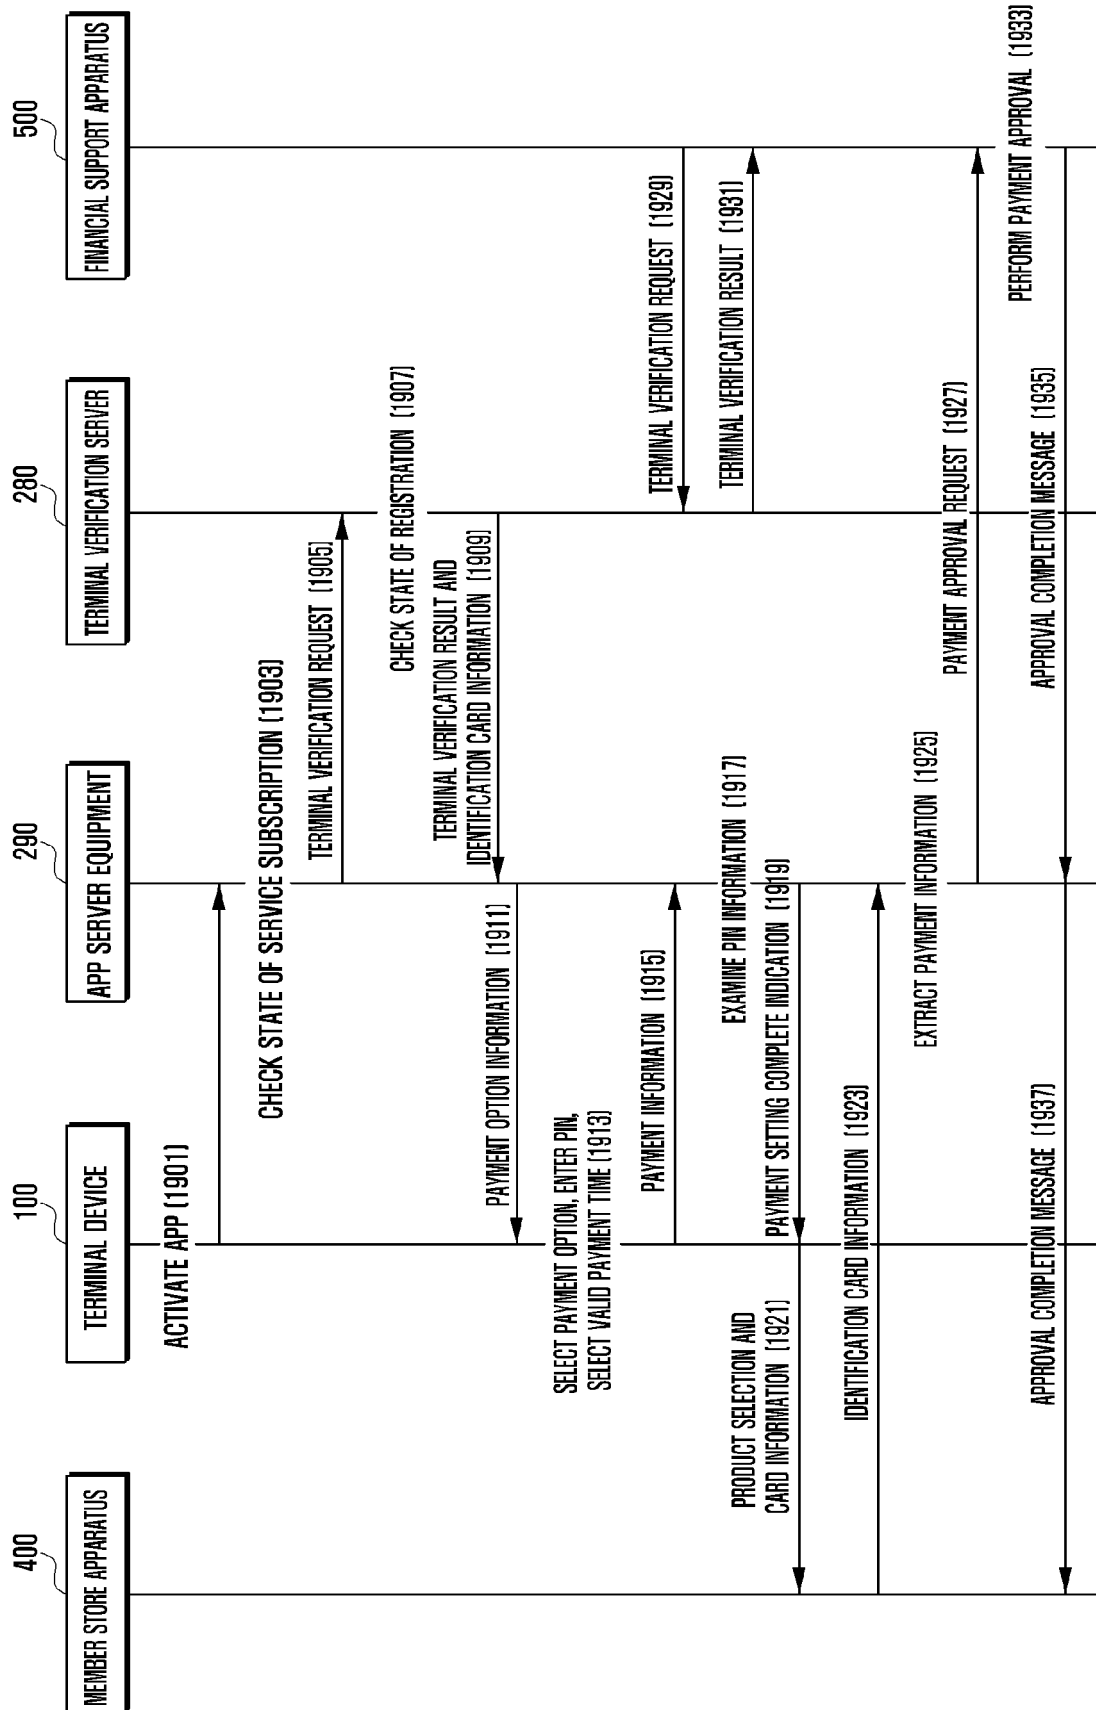 400
MEMBER STORE APPARATUS
100
TERMINAL DEVICE
290
APP SERVER EQUIPMENT
280
TERMINAL VERIFICATION SERVER
500
FINANCIAL SUPPORT APPARATUS
ACTIVATE APP (1901)
CHECK STATE OF SERVICE SUBSCRIPTION (1903)
TERMINAL VERIFICATION REQUEST (1905)
CHECK STATE OF REGISTRATION (1907)
TERMINAL VERIFICATION RESULT AND
IDENTIFICATION CARD INFORMATION (1909)
PAYMENT OPTION INFORMATION (1911)
SELECT PAYMENT OPTION, ENTER PIN,
SELECT VALID PAYMENT TIME (1913)
PAYMENT INFORMATION (1915)
TERMINAL VERIFICATION REQUEST (1929)
TERMINAL VERIFICATION RESULT (1931)
EXAMINE PIN INFORMATION (1917)
PAYMENT SETTING COMPLETE INDICATION (1919)
PRODUCT SELECTION AND
CARD INFORMATION (1921)
IDENTIFICATION CARD INFORMATION (1923)
EXTRACT PAYMENT INFORMATION (1925)
PAYMENT APPROVAL REQUEST (1927)
PERFORM PAYMENT APPROVAL (1933)
APPROVAL COMPLETION MESSAGE (1935)
APPROVAL COMPLETION MESSAGE (1937)